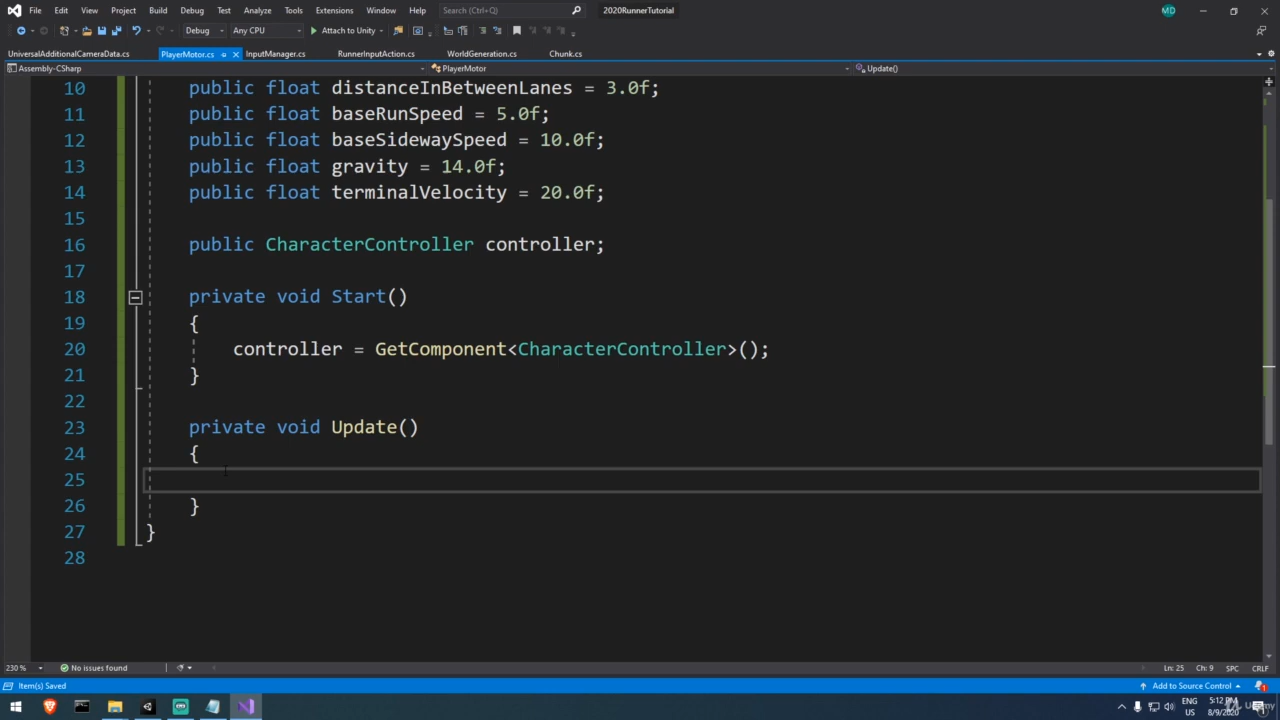 File Edit View Project Build Debug Test Analyze Tools Extensions Window Help Search (Ctrl+Q) 2020RunnerTutorial MD
Debug Any CPU Attach to Unity
UniversalAdditionalCameraData.cs PlayerMotor.cs InputManager.cs RunnerInputAction.cs WorldGeneration.cs Chunk.cs
Assembly-CSharp PlayerMotor Update()
10 public float distanceInBetweenLanes = 3.0f;
11 public float baseRunSpeed = 5.0f;
12 public float baseSidewaySpeed = 10.0f;
13 public float gravity = 14.0f;
14 public float terminalVelocity = 20.0f;
15
16 public CharacterController controller;
17
18 private void Start()
19 {
20 controller = GetComponent<CharacterController>();
21 }
22
23 private void Update()
24 {
25
26 }
27 }
28
230 % No issues found Ln: 25 Ch: 9 SPC CRLF
Item(s) Saved Add to Source Control 1
ENG 5:12 PM
US 8/9/2020
Udemy